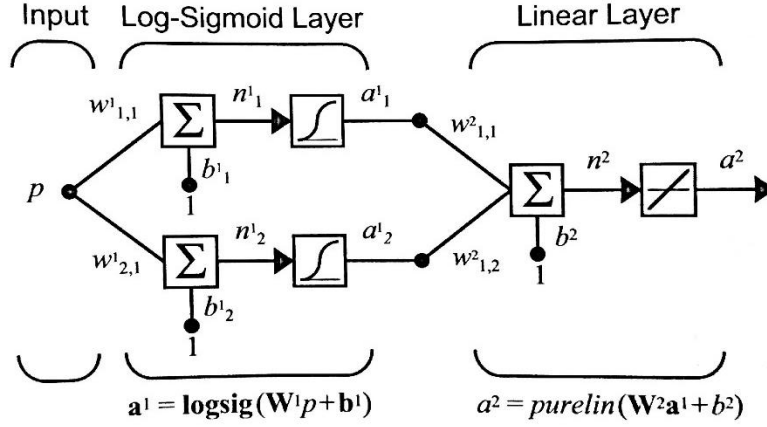 Input Log-Sigmoid Layer Linear Layer
w¹₁,₁ n¹₁ a¹₁ w²₁,₁
Σ
b¹₁
1
p
Σ n² a²
b²
1
w¹₂,₁ n¹₂ a¹₂ w²₁,₂
Σ
b¹₂
1
a¹ = logsig(W¹p+b¹) a² = purelin(W²a¹+b²)